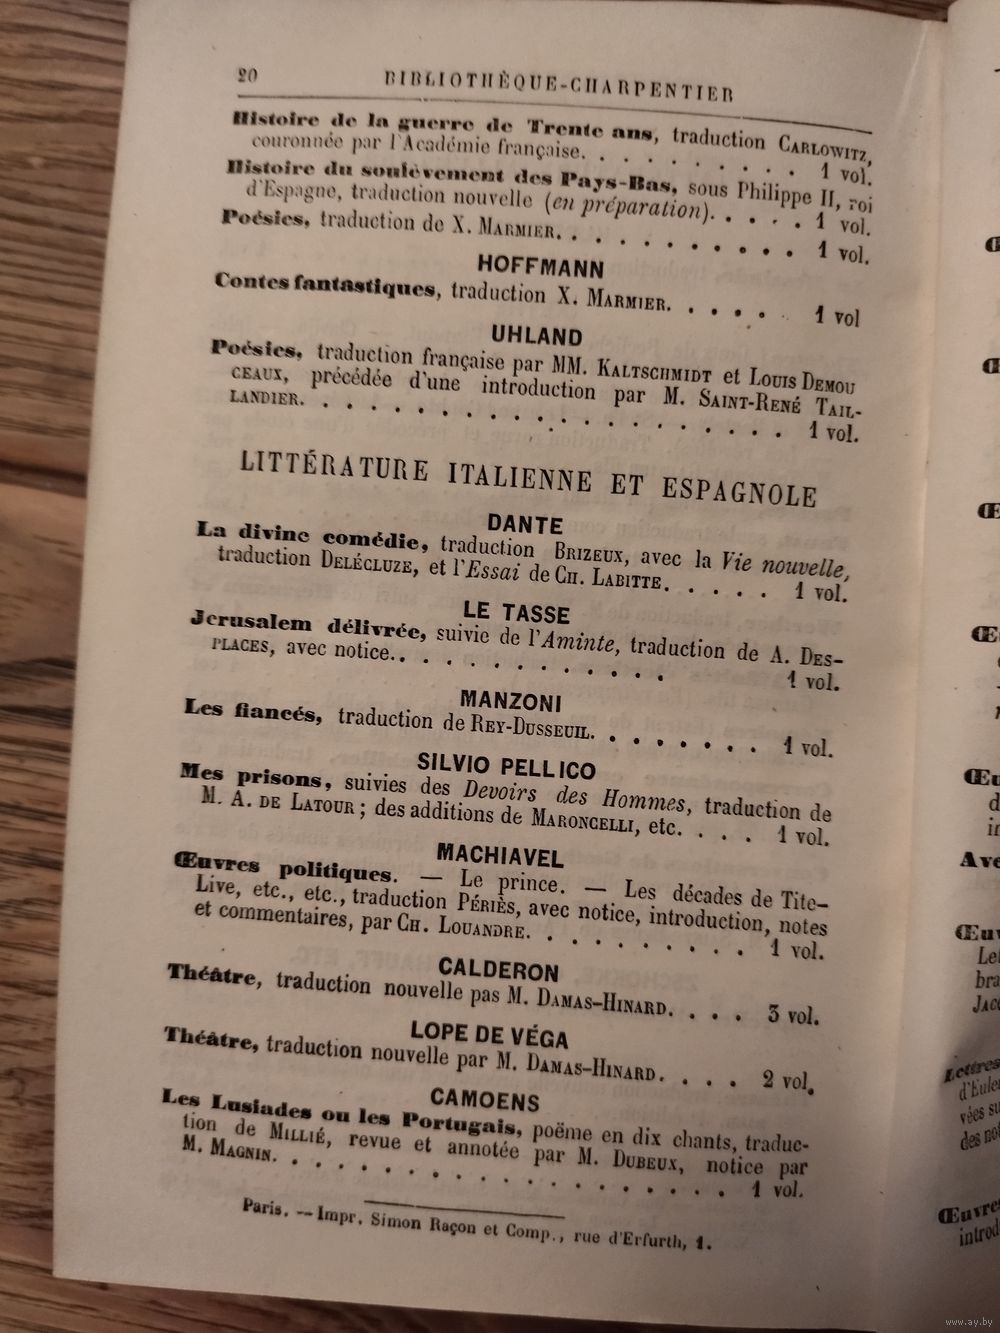 20 BIBLIOTHÈQUE-CHARPENTIER
Histoire de la guerre de Trente ans, traduction CARLOWITZ,
couronnée par l'Académie française. . . . . . . . . 1 vol.
Histoire du soulèvement des Pays-Bas, sous Philippe II, roi
d'Espagne, traduction nouvelle (en préparation). . . . . 1 vol.
Poésies, traduction de X. MARMIER. . . . . . . . . . . 1 vol.
HOFFMANN
Contes fantastiques, traduction X. MARMIER. . . . . 1 vol
UHLAND
Poésies, traduction française par MM. KALTSCHMIDT et LOUIS DEMOU
CEAUX, précédée d'une introduction par M. SAINT-RENÉ TAIL-
LANDIER. . . . . . . . . . . . . . . . . . . . 1 vol.
LITTÉRATURE ITALIENNE ET ESPAGNOLE
DANTE
La divine comédie, traduction BRIZEUX, avec la Vie nouvelle,
traduction DELÉCLUZE, et l'Essai de CH. LABITTE. . . . . . 1 vol.
LE TASSE
Jerusalem délivrée, suivie de l'Aminte, traduction de A. DES-
PLACES, avec notice. . . . . . . . . . . . . 1 vol.
MANZONI
Les fiancés, traduction de REY-DUSSEUIL. . . . . . . . 1 vol.
SILVIO PELLICO
Mes prisons, suivies des Devoirs des Hommes, traduction de
M. A. DE LATOUR ; des additions de MARONCELLI, etc. . . . 1 vol.
MACHIAVEL
Œuvres politiques. — Le prince. — Les décades de Tite-
Live, etc., etc., traduction PÉRIÈS, avec notice, introduction, notes
et commentaires, par CH. LOUANDRE. . . . . . . . . . 1 vol.
CALDERON
Théâtre, traduction nouvelle pas M. DAMAS-HINARD. . . . 3 vol.
LOPE DE VÉGA
Théâtre, traduction nouvelle par M. DAMAS-HINARD. . . . 2 vol.
CAMOENS
Les Lusiades ou les Portugais, poëme en dix chants, traduc-
tion de MILLIÉ, revue et annotée par M. DUBEUX, notice par
M. MAGNIN. . . . . . . . . . . . . . . . . . 1 vol.
Paris. — Impr. Simon Raçon et Comp., rue d'Erfurth, 1.
Lettres
d'Euler
des not
Œuvres
introd
www.ay.by